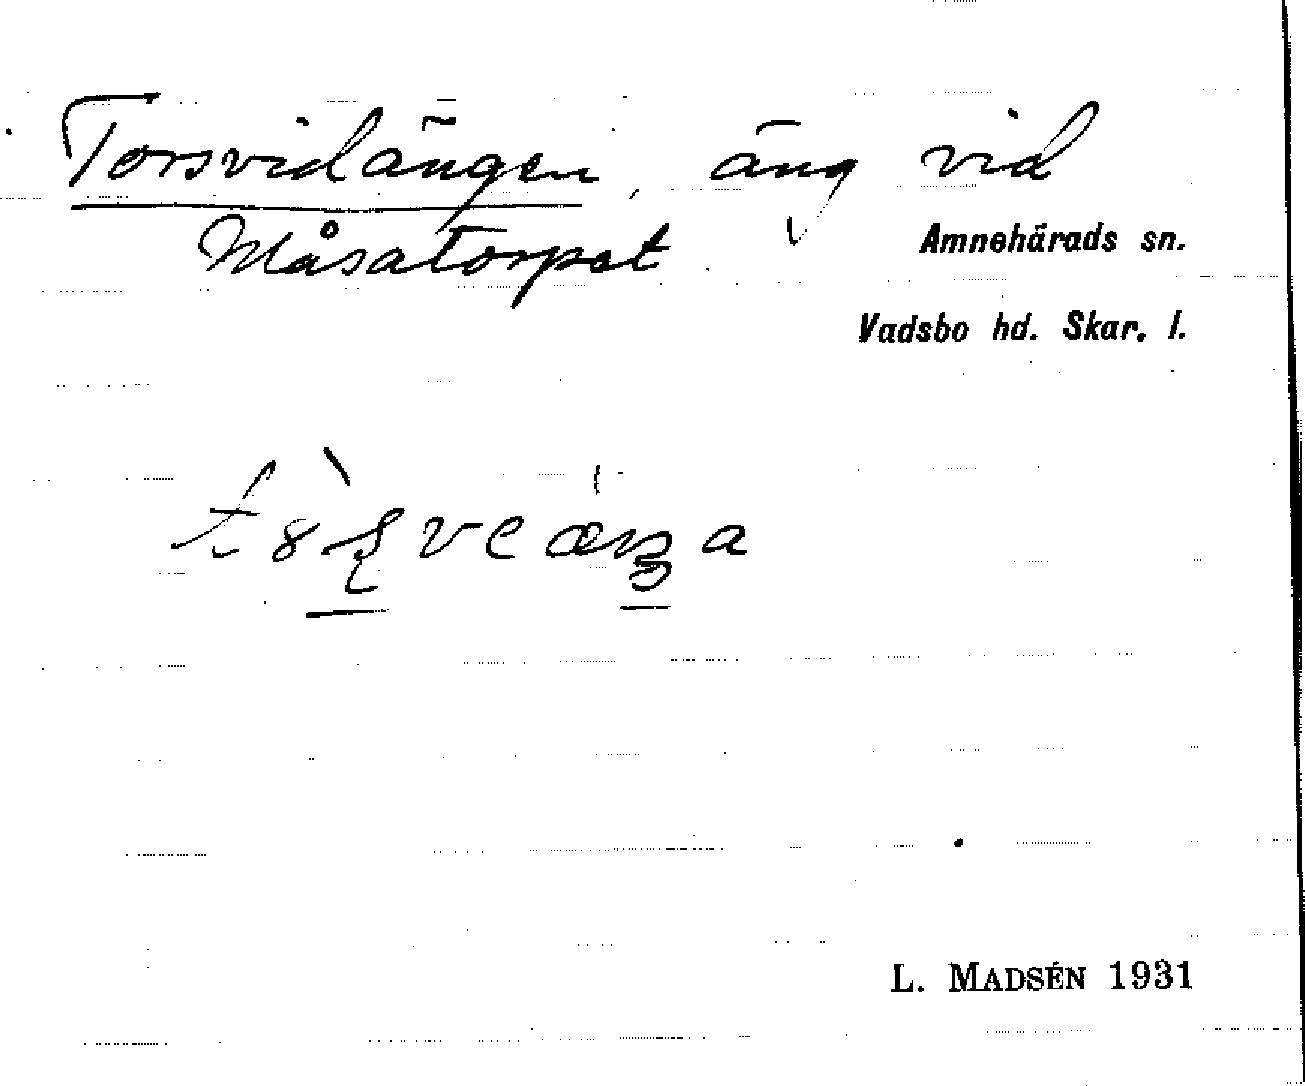 Torsvidängen, äng vid
Måsatorpet.
Amnehärads sn.
Vadsbo hd. Skar. l.
L. MADSÉN 1931